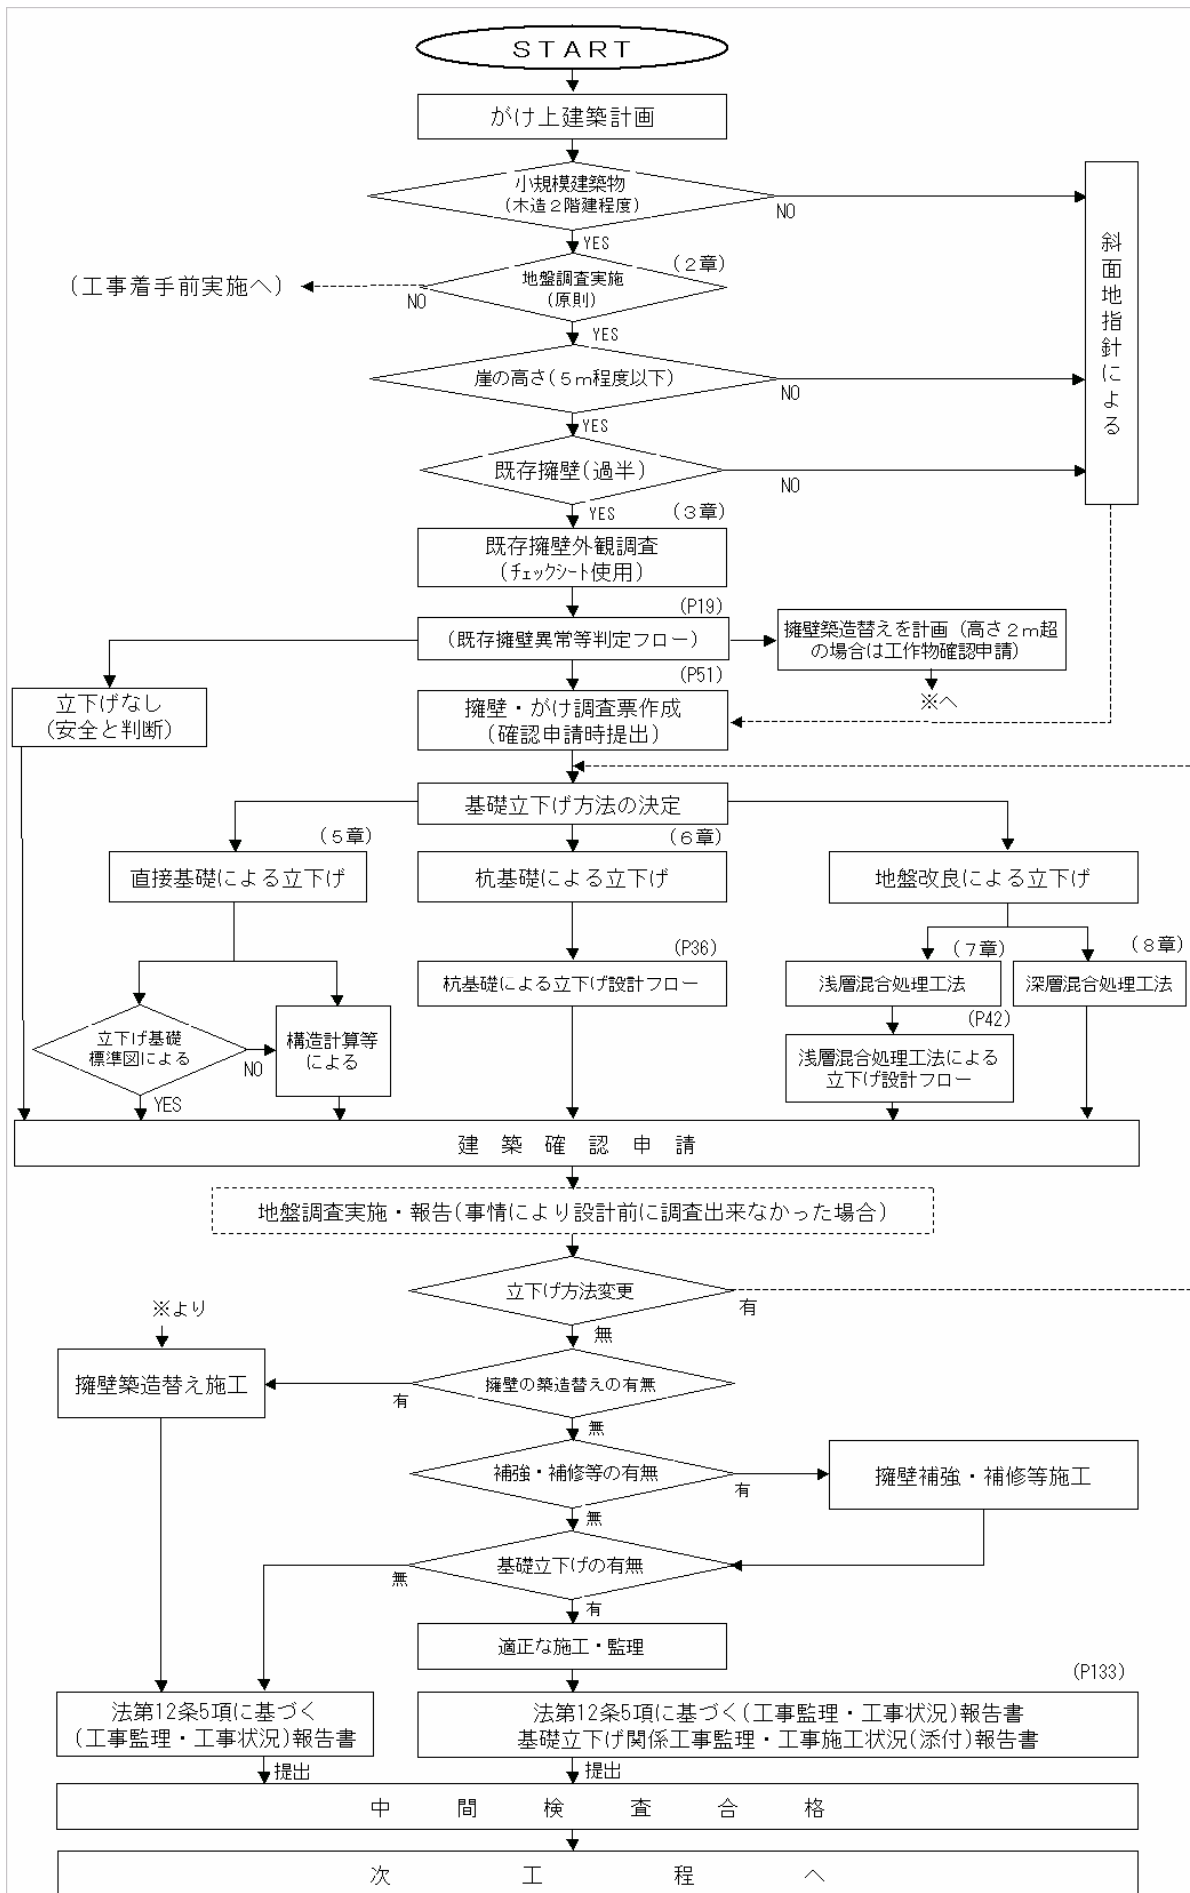 START
がけ上建築計画
小規模建築物
(木造2階建程度)
NO
YES
斜面地指針による
(2章)
地盤調査実施
(原則)
(工事着手前実施へ)
NO
YES
崖の高さ(5m程度以下)
NO
YES
既存擁壁(過半)
NO
YES
(3章)
既存擁壁外観調査
(チェックシート使用)
(P19)
(既存擁壁異常等判定フロー)
擁壁築造替えを計画(高さ2m超
の場合は工作物確認申請)
※へ
(P51)
立下げなし
(安全と判断)
擁壁・がけ調査票作成
(確認申請時提出)
基礎立下げ方法の決定
(5章)
(6章)
直接基礎による立下げ
杭基礎による立下げ
地盤改良による立下げ
(P36)
(7章)
(8章)
杭基礎による立下げ設計フロー
浅層混合処理工法
深層混合処理工法
(P42)
立下げ基礎
標準図による
NO
YES
構造計算等
による
浅層混合処理工法による
立下げ設計フロー
建築確認申請
地盤調査実施・報告(事情により設計前に調査出来なかった場合)
立下げ方法変更
有
無
※より
擁壁築造替え施工
擁壁の築造替えの有無
有
無
補強・補修等の有無
有
無
擁壁補強・補修等施工
基礎立下げの有無
無
有
適正な施工・監理
(P133)
法第12条5項に基づく
(工事監理・工事状況)報告書
法第12条5項に基づく(工事監理・工事状況)報告書
基礎立下げ関係工事監理・工事施工状況(添付)報告書
提出
提出
中間検査合格
次工程へ